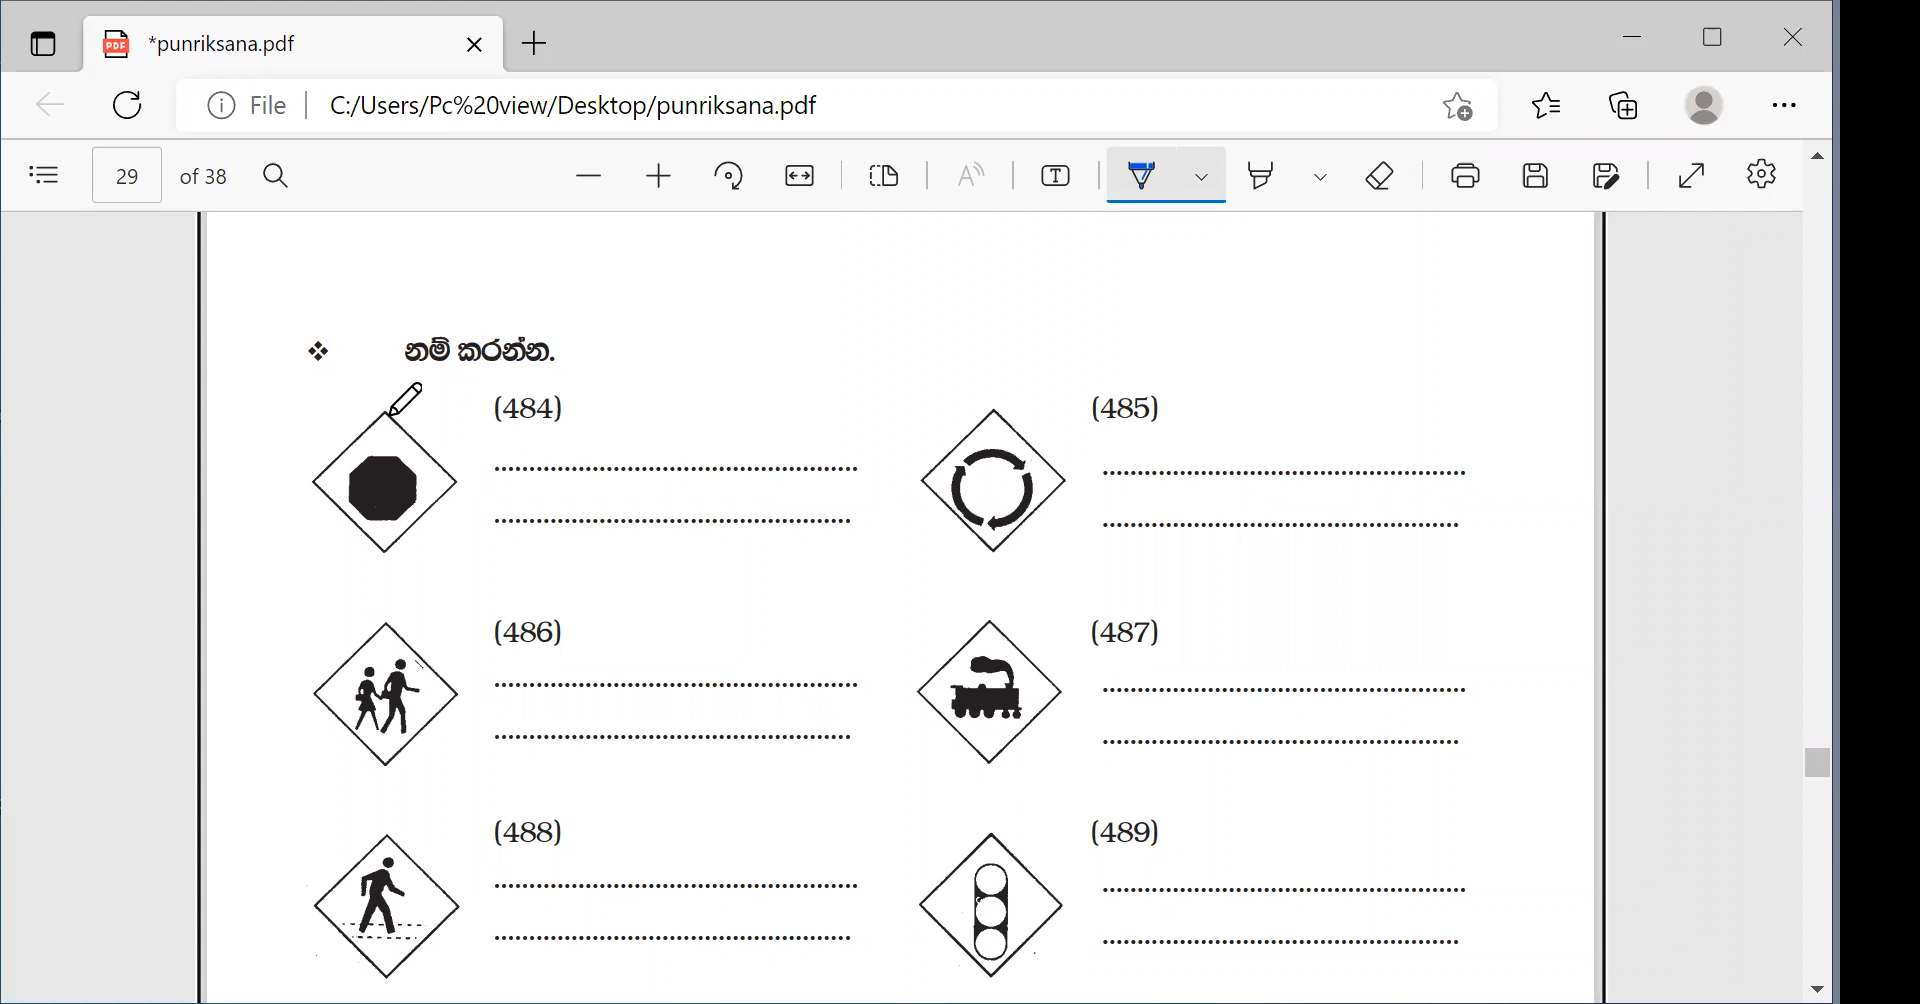 *punriksana.pdf
File C:/Users/Pc%20view/Desktop/punriksana.pdf
29 of 38
❖ නම් කරන්න.
(484) (485)
(486) (487)
(488) (489)